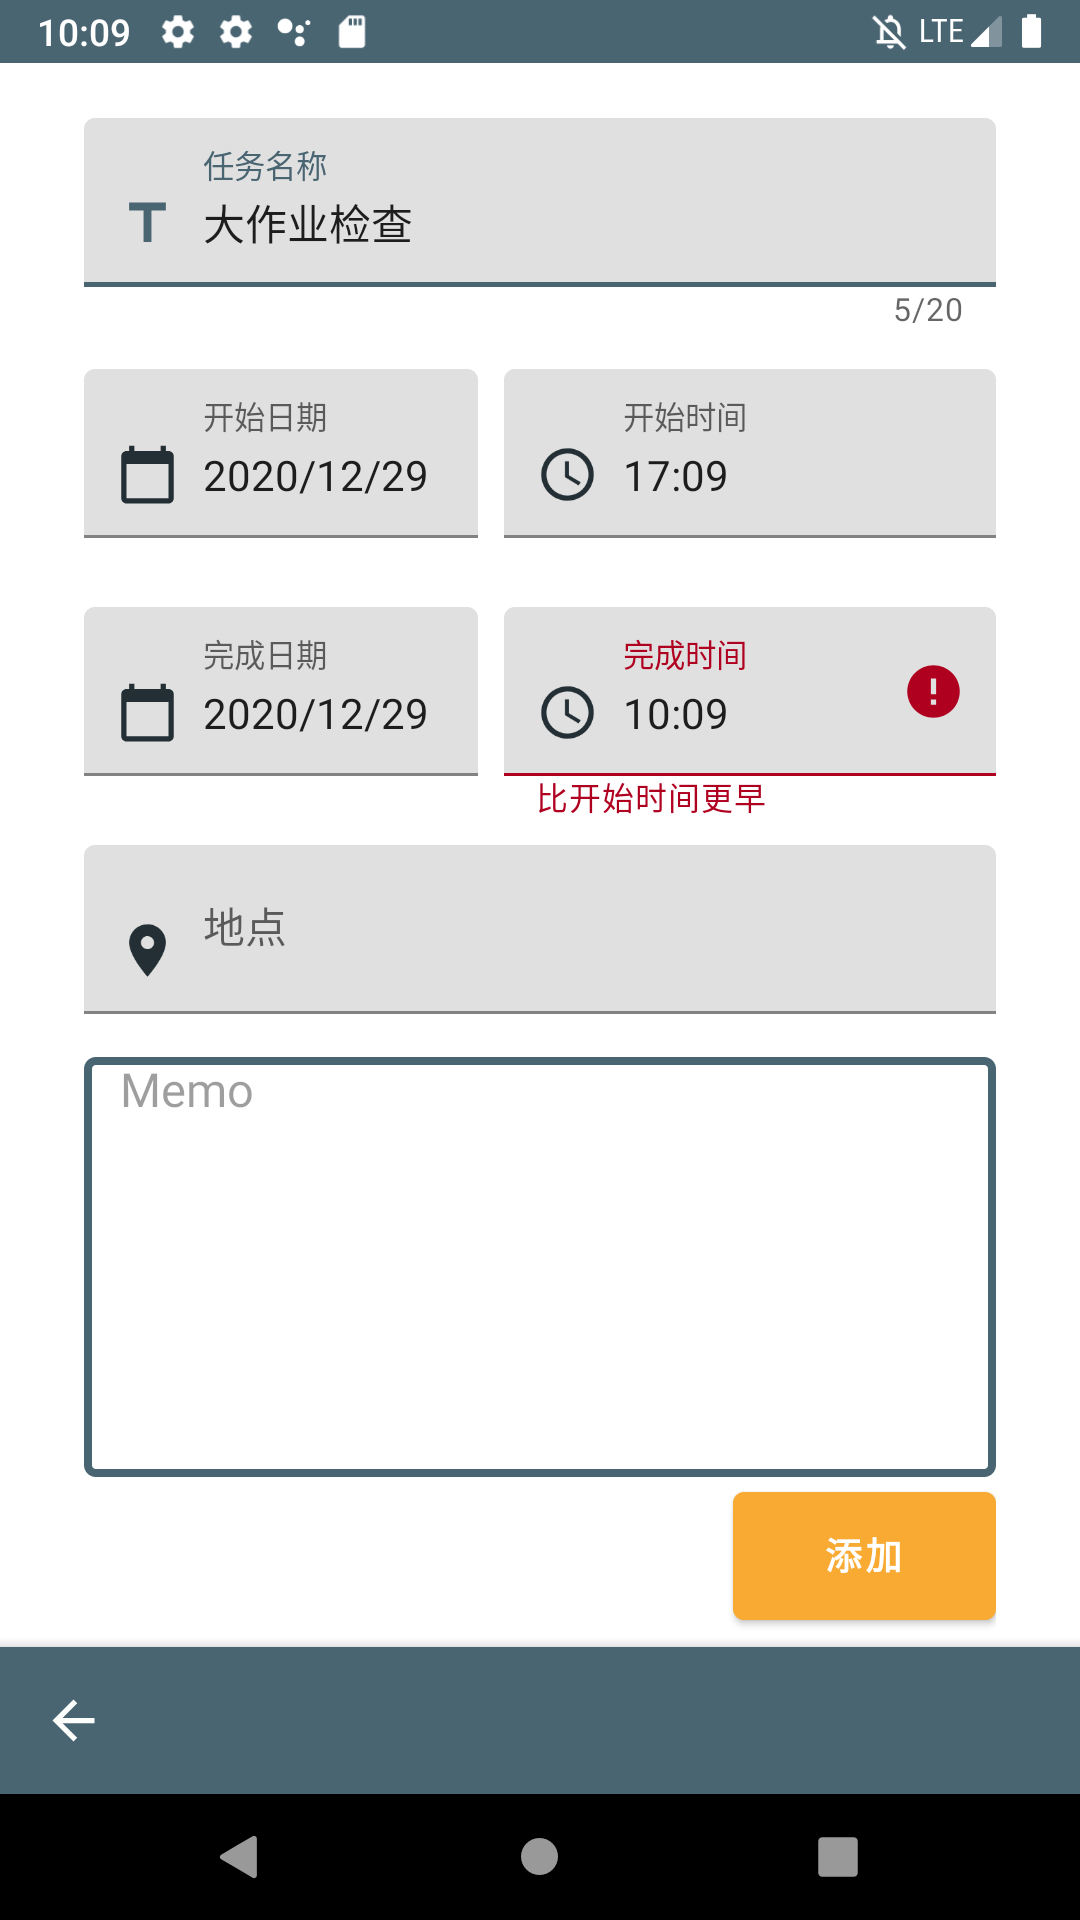 10:09 LTE
任务名称
大作业检查
5/20
开始日期 开始时间
2020/12/29 17:09
完成日期 完成时间
2020/12/29 10:09
比开始时间更早
地点
Memo
添加